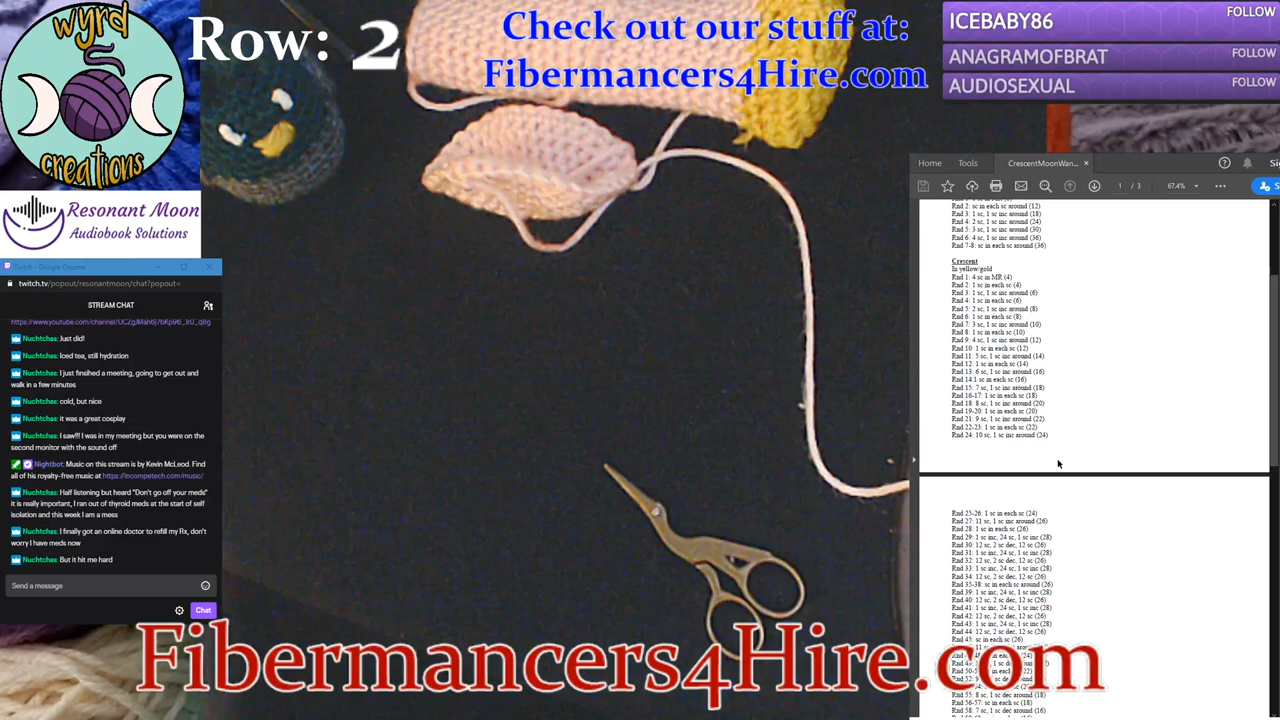 wyrd
creations
Row: 2
Check out our stuff at:
Fibermancers4Hire.com
ICEBABY86
FOLLOW
ANAGRAMOFBRAT
FOLLOW
AUDIOSEXUAL
FOLLOW
Resonant Moon
Audiobook Solutions
Twitch - Google Chrome
twitch.tv/popout/resonantmoon/chat?popout=
STREAM CHAT
Nuchtchas: Just did!
Nuchtchas: Iced tea, still hydration
Nuchtchas: I just finsihed a meeting, going to get out and
walk in a few minutes
Nuchtchas: cold, but nice
Nuchtchas: it was a great cosplay
Nuchtchas: I saw!!! I was in my meeting but you were on the
second monitor with the sound off
Nightbot: Music on this stream is by Kevin McLeod. Find
all of his royalty-free music at https://incompetech.com/music/
Nuchtchas: Half listening but heard "Don't go off your meds"
it is really important, I ran out of thyroid meds at the start of self
isolation and this week I am a mess
Nuchtchas: I finally got an online doctor to refill my Rx, don't
worry I have meds now
Nuchtchas: But it hit me hard
Send a message
Chat
Home Tools CrescentMoonWan... ×
1 / 3 67.4%
Rnd 2: sc in each sc (12)
Rnd 3: 1 sc, 1 sc inc around (18)
Rnd 4: 2 sc, 1 sc inc around (24)
Rnd 5: 3 sc, 1 sc inc around (30)
Rnd 6: 4 sc, 1 sc inc around (36)
Rnd 7-8: sc in each sc around (36)
Crescent
In yellow/gold
Rnd 1: 4 sc in MR (4)
Rnd 2: 1 sc in each sc (4)
Rnd 3: 1 sc, 1 sc inc around (6)
Rnd 4: 1 sc in each sc (6)
Rnd 5: 2 sc, 1 sc inc around (8)
Rnd 6: 1 sc in each sc (8)
Rnd 7: 3 sc, 1 sc inc around (10)
Rnd 8: 1 sc in each sc (10)
Rnd 9: 4 sc, 1 sc inc around (12)
Rnd 10: 1 sc in each sc (12)
Rnd 11: 5 sc, 1 sc inc around (14)
Rnd 12: 1 sc in each sc (14)
Rnd 13: 6 sc, 1 sc inc around (16)
Rnd 14:1 sc in each sc (16)
Rnd 15: 7 sc, 1 sc inc around (18)
Rnd 16-17: 1 sc in each sc (18)
Rnd 18: 8 sc, 1 sc inc around (20)
Rnd 19-20: 1 sc in each sc (20)
Rnd 21: 9 sc, 1 sc inc around (22)
Rnd 22-23: 1 sc in each sc (22)
Rnd 24: 10 sc, 1 sc inc around (24)
Rnd 25-26: 1 sc in each sc (24)
Rnd 27: 11 sc, 1 sc inc around (26)
Rnd 28. 1 sc in each sc (26)
Rnd 29: 1 sc inc, 24 sc, 1 sc inc (28)
Rnd 30: 12 sc, 2 sc dec, 12 sc (26)
Rnd 31: 1 sc inc, 24 sc, 1 sc inc (28)
Rnd 32: 12 sc, 2 sc dec, 12 sc (26)
Rnd 33: 1 sc inc, 24 sc, 1 sc inc (28)
Rnd 34: 12 sc, 2 sc dec, 12 sc (26)
Rnd 35-38: sc in each sc around (26)
Rnd 39: 1 sc inc, 24 sc, 1 sc inc (28)
Rnd 40: 12 sc, 2 sc dec, 12 sc (26)
Rnd 41: 1 sc inc, 24 sc, 1 sc inc (28)
Rnd 42: 12 sc, 2 sc dec, 12 sc (26)
Rnd 43: 1 sc inc, 24 sc, 1 sc inc (28)
Rnd 44: 12 sc, 2 sc dec, 12 sc (26)
Rnd 45: sc in each sc (26)
Rnd 55: 8 sc, 1 sc dec around (18)
Rnd 56-57: sc in each sc (18)
Rnd 58: 7 sc, 1 sc dec around (16)
Fibermancers4Hire.com